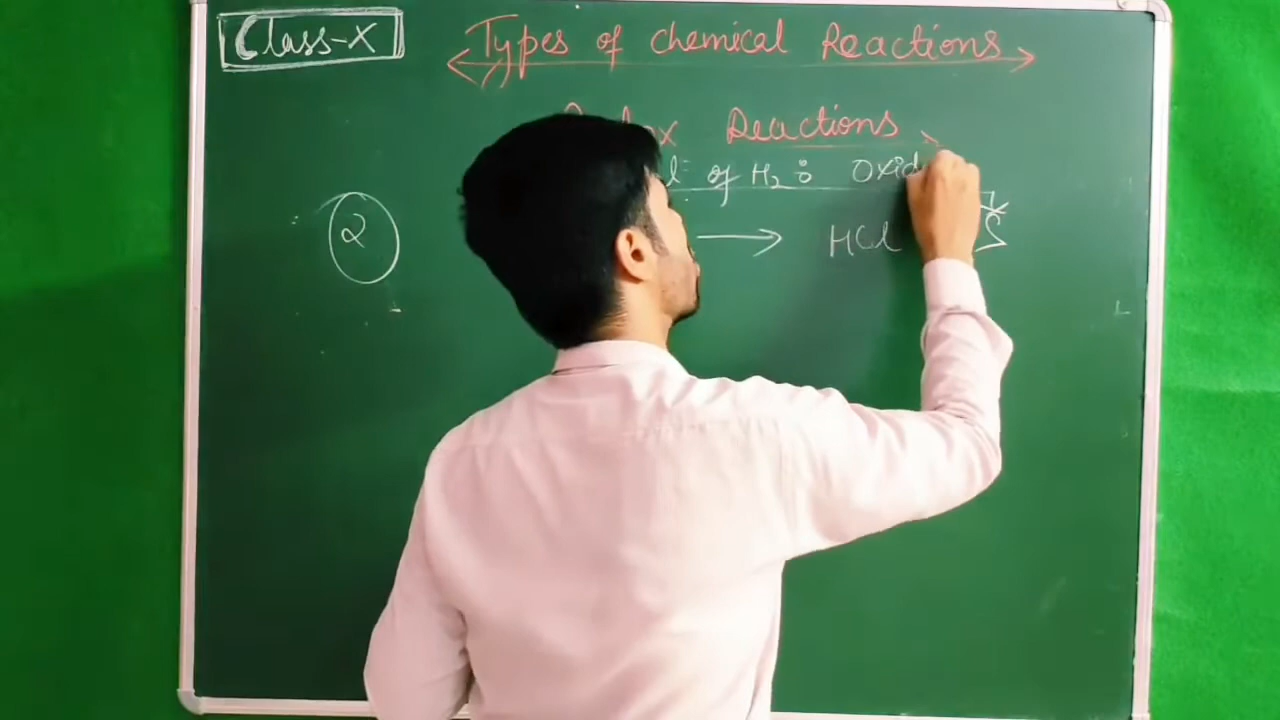 Class-X
Types of chemical Reactions
Reactions
of H₂ : Oxid
2 → HCl S